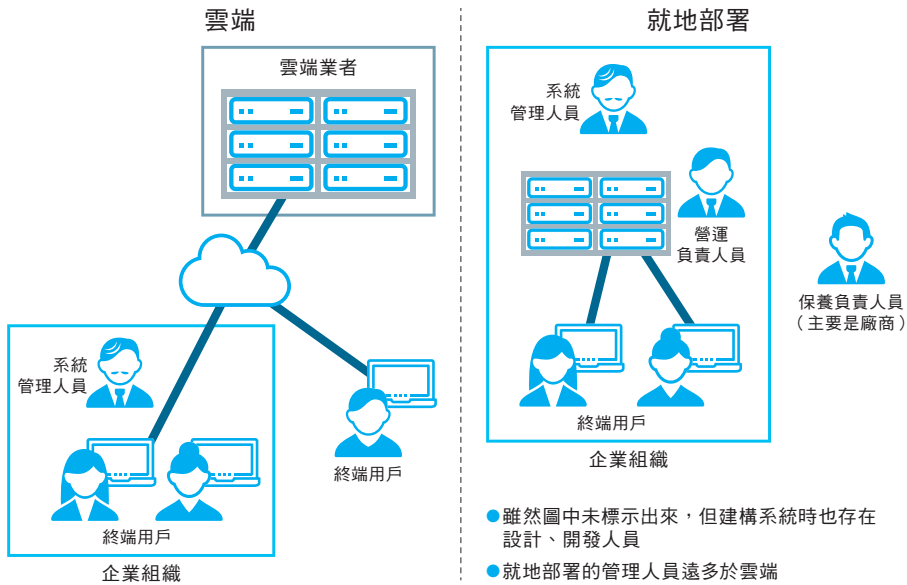 雲端
雲端業者
系統
管理人員
終端用戶
企業組織
終端用戶
就地部署
系統
管理人員
營運
負責人員
終端用戶
企業組織
保養負責人員
（主要是廠商）
●雖然圖中未標示出來，但建構系統時也存在
設計、開發人員
●就地部署的管理人員遠多於雲端